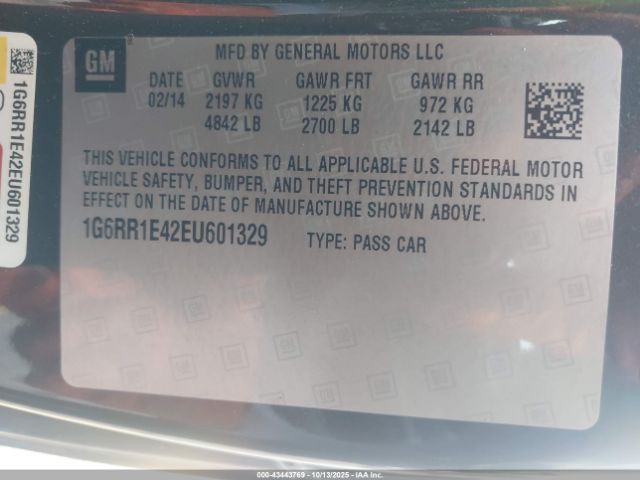 GM
MFD BY GENERAL MOTORS LLC
DATE GVWR GAWR FRT GAWR RR
02/14 2197 KG 1225 KG 972 KG
4842 LB 2700 LB 2142 LB
THIS VEHICLE CONFORMS TO ALL APPLICABLE U.S. FEDERAL MOTOR
VEHICLE SAFETY, BUMPER, AND THEFT PREVENTION STANDARDS IN
EFFECT ON THE DATE OF MANUFACTURE SHOWN ABOVE.
1G6RR1E42EU601329 TYPE: PASS CAR
1G6RR1E42EU601329
000-43443769 - 10/13/2025 - IAAI.COM